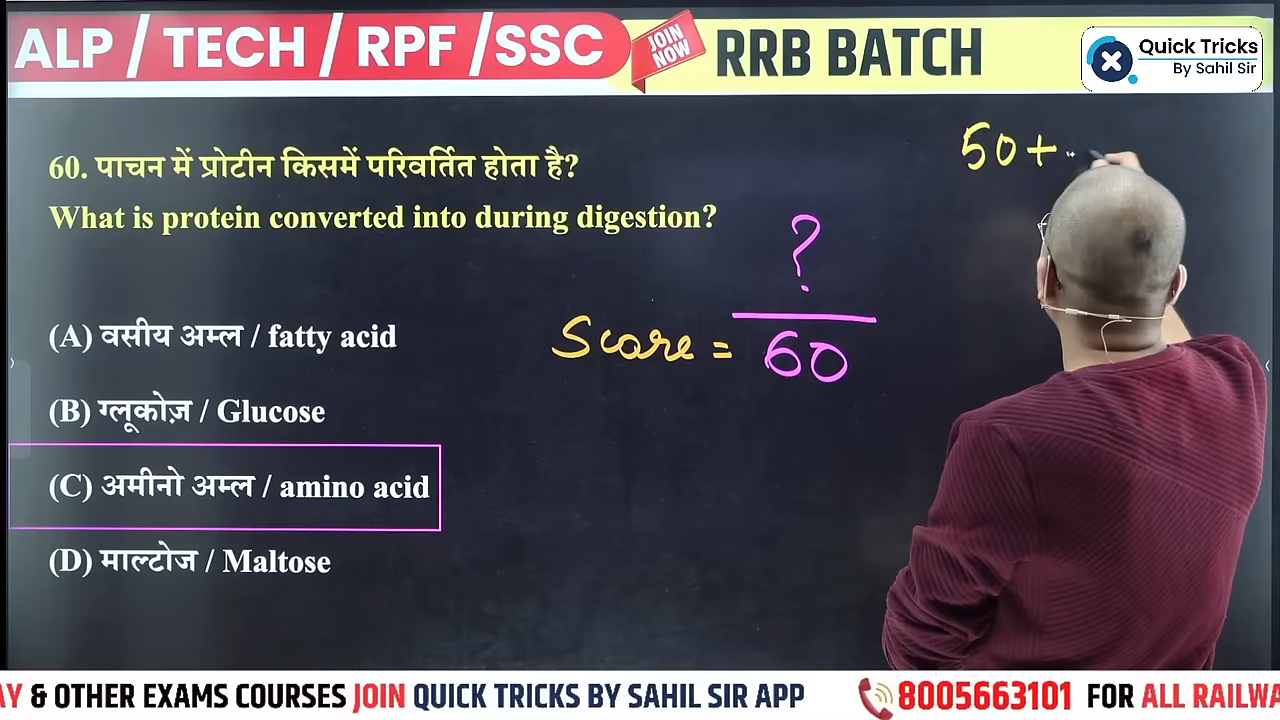 ALP / TECH / RPF / SSC
JOIN NOW
RRB BATCH
Quick Tricks
By Sahil Sir
50+
60. पाचन में प्रोटीन किसमें परिवर्तित होता है?
What is protein converted into during digestion?
?
Score = 60
(A) वसीय अम्ल / fatty acid
(B) ग्लूकोज़ / Glucose
(C) अमीनो अम्ल / amino acid
(D) माल्टोज / Maltose
& OTHER EXAMS COURSES JOIN QUICK TRICKS BY SAHIL SIR APP 8005663101 FOR ALL